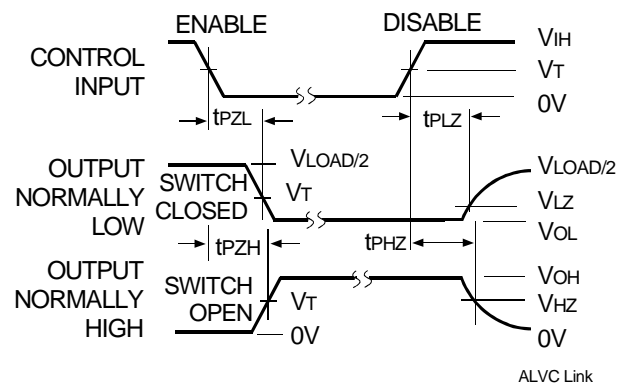 ENABLE
DISABLE
CONTROL
INPUT
VIH
VT
0V
tPZL
tPLZ
OUTPUT
NORMALLY
LOW
SWITCH
CLOSED
VLOAD/2
VT
VLOAD/2
VLZ
VOL
tPZH
tPHZ
OUTPUT
NORMALLY
HIGH
SWITCH
OPEN
VT
0V
VOH
VHZ
0V
ALVC Link